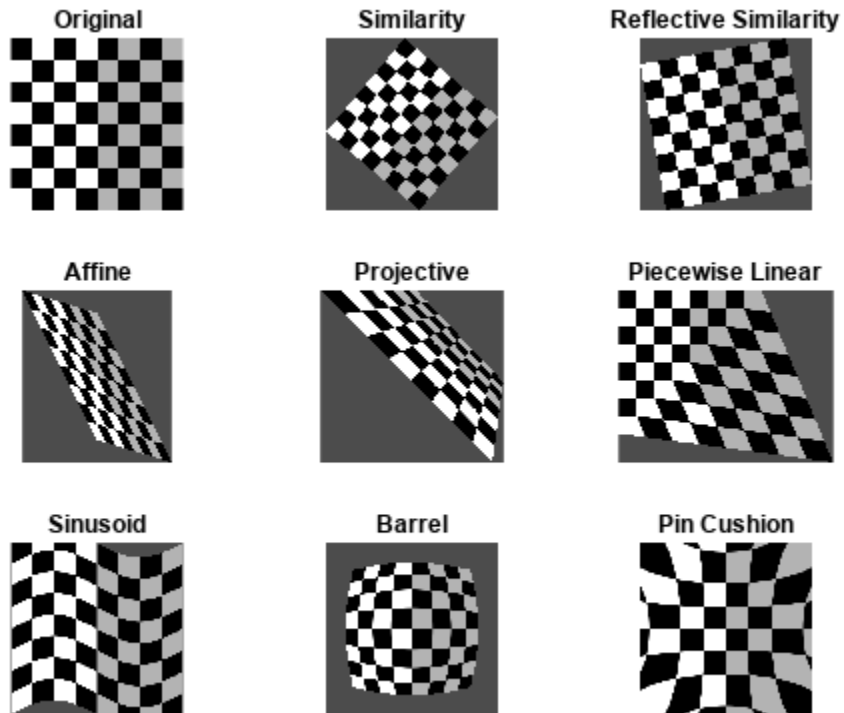 Original
Similarity
Reflective Similarity
Affine
Projective
Piecewise Linear
Sinusoid
Barrel
Pin Cushion